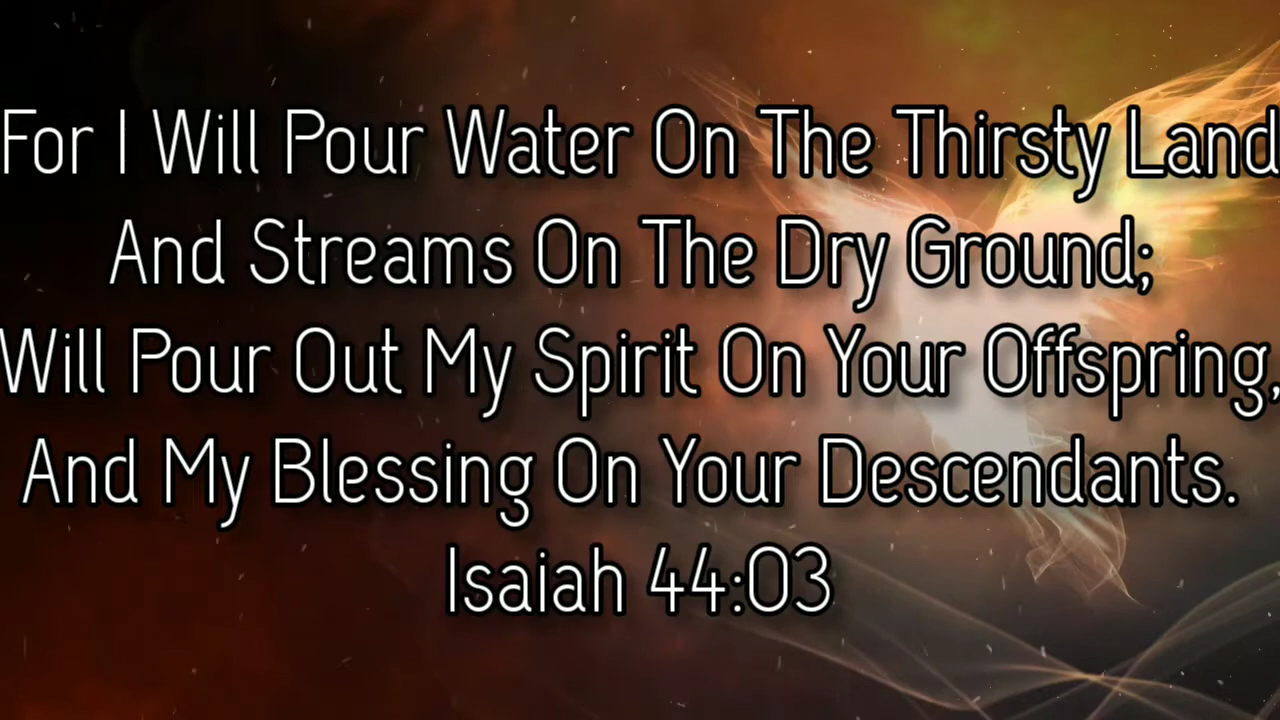 For I Will Pour Water On The Thirsty Land
And Streams On The Dry Ground;
Will Pour Out My Spirit On Your Offspring,
And My Blessing On Your Descendants.
Isaiah 44:03